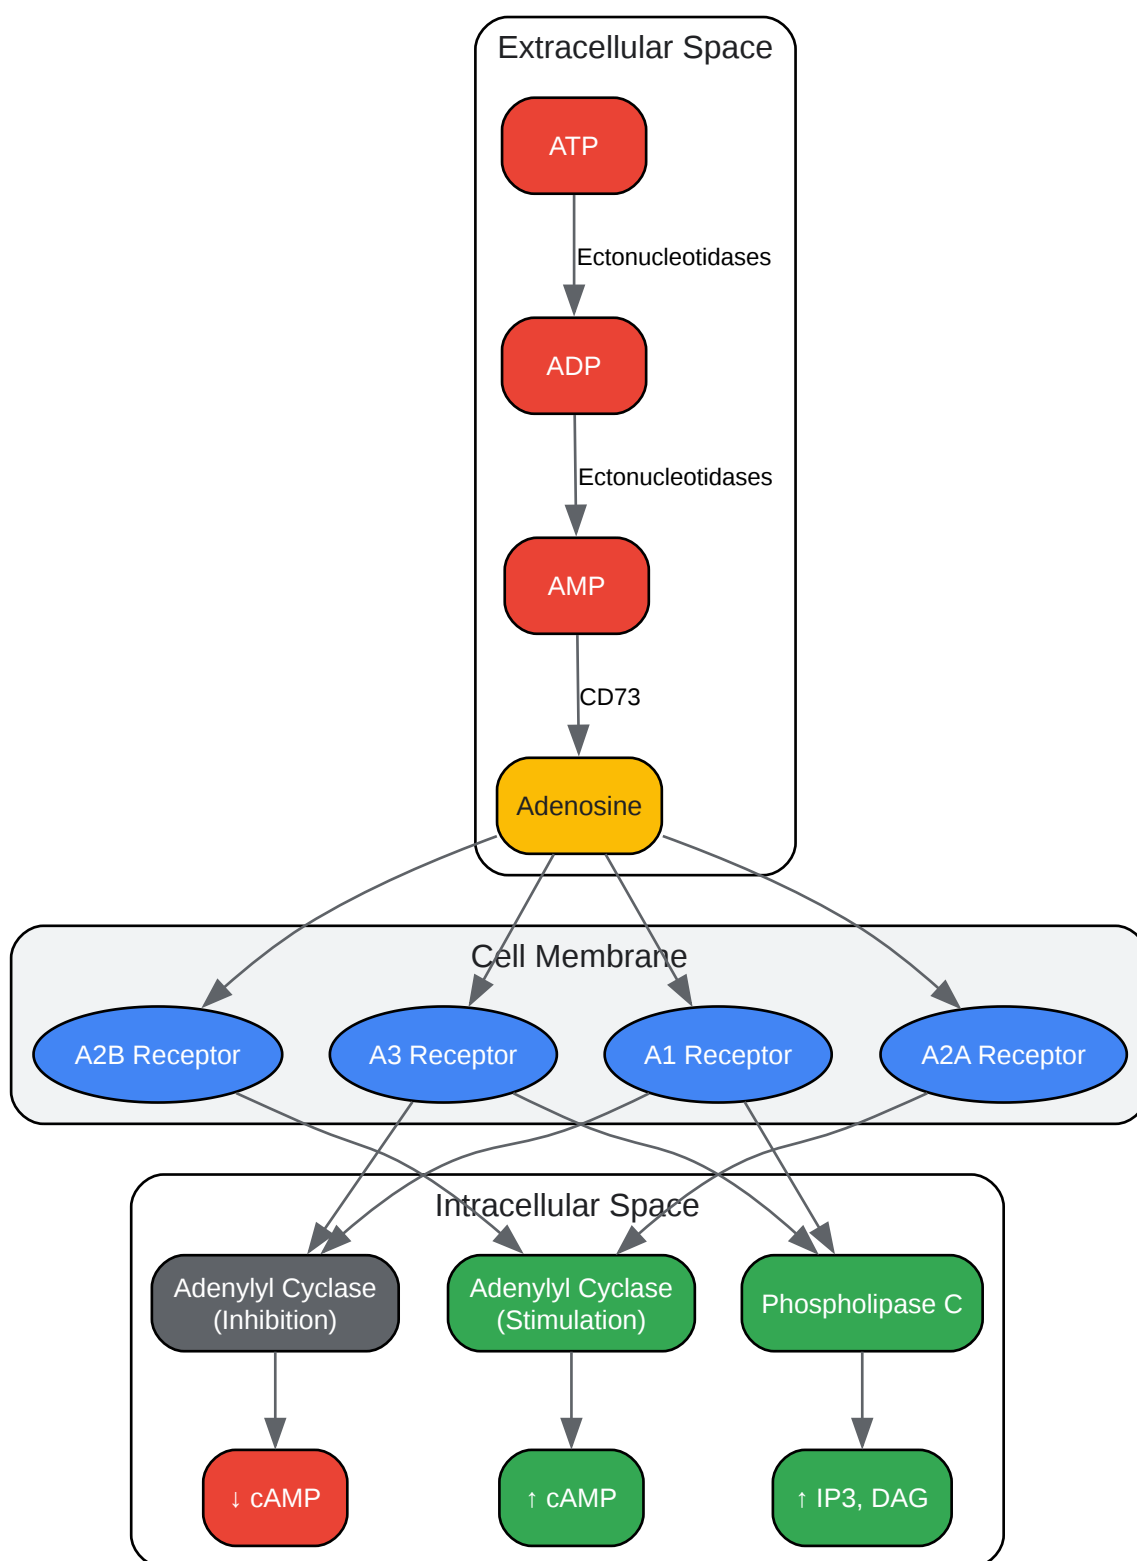 Extracellular Space
ATP
Ectonucleotidases
ADP
Ectonucleotidases
AMP
CD73
Adenosine
Cell Membrane
A2B Receptor
A3 Receptor
A1 Receptor
A2A Receptor
Intracellular Space
Adenylyl Cyclase
(Inhibition)
Adenylyl Cyclase
(Stimulation)
Phospholipase C
↓ cAMP
↑ cAMP
↑ IP3, DAG